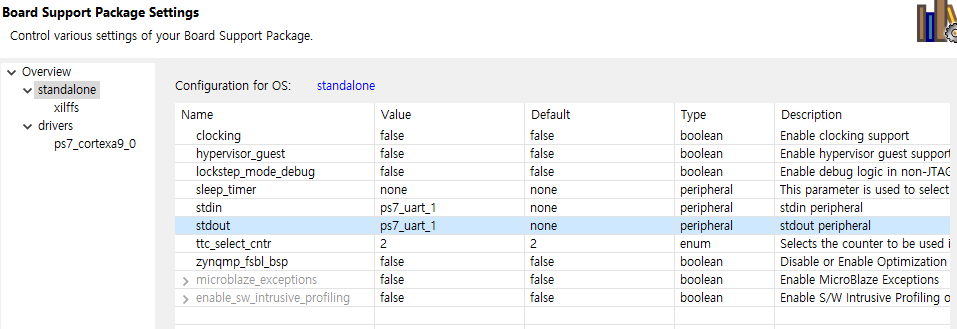 Board Support Package Settings
Control various settings of your Board Support Package.
Overview
standalone
xilffs
drivers
ps7_cortexa9_0
Configuration for OS: standalone
Name Value Default Type Description
clocking false false boolean Enable clocking support
hypervisor_guest false false boolean Enable hypervisor guest support
lockstep_mode_debug false false boolean Enable debug logic in non-JTAG
sleep_timer none none peripheral This parameter is used to select
stdin ps7_uart_1 none peripheral stdin peripheral
stdout ps7_uart_1 none peripheral stdout peripheral
ttc_select_cntr 2 2 enum Selects the counter to be used i
zynqmp_fsbl_bsp false false boolean Disable or Enable Optimization
microblaze_exceptions false false boolean Enable MicroBlaze Exceptions
enable_sw_intrusive_profiling false false boolean Enable S/W Intrusive Profiling o